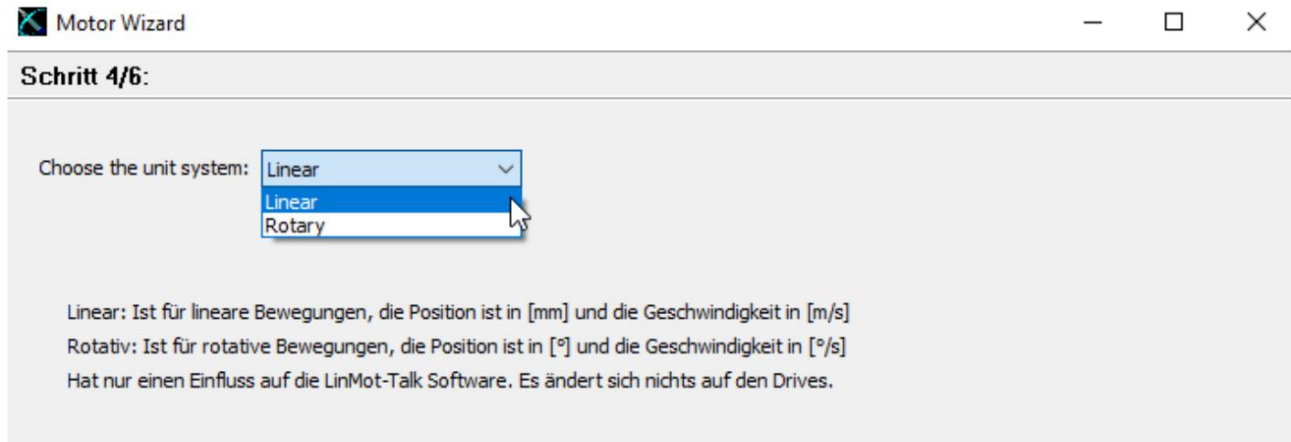 Motor Wizard
Schritt 4/6:
Choose the unit system: Linear
Linear
Rotary
Linear: Ist für lineare Bewegungen, die Position ist in [mm] und die Geschwindigkeit in [m/s]
Rotativ: Ist für rotative Bewegungen, die Position ist in [°] und die Geschwindigkeit in [°/s]
Hat nur einen Einfluss auf die LinMot-Talk Software. Es ändert sich nichts auf den Drives.